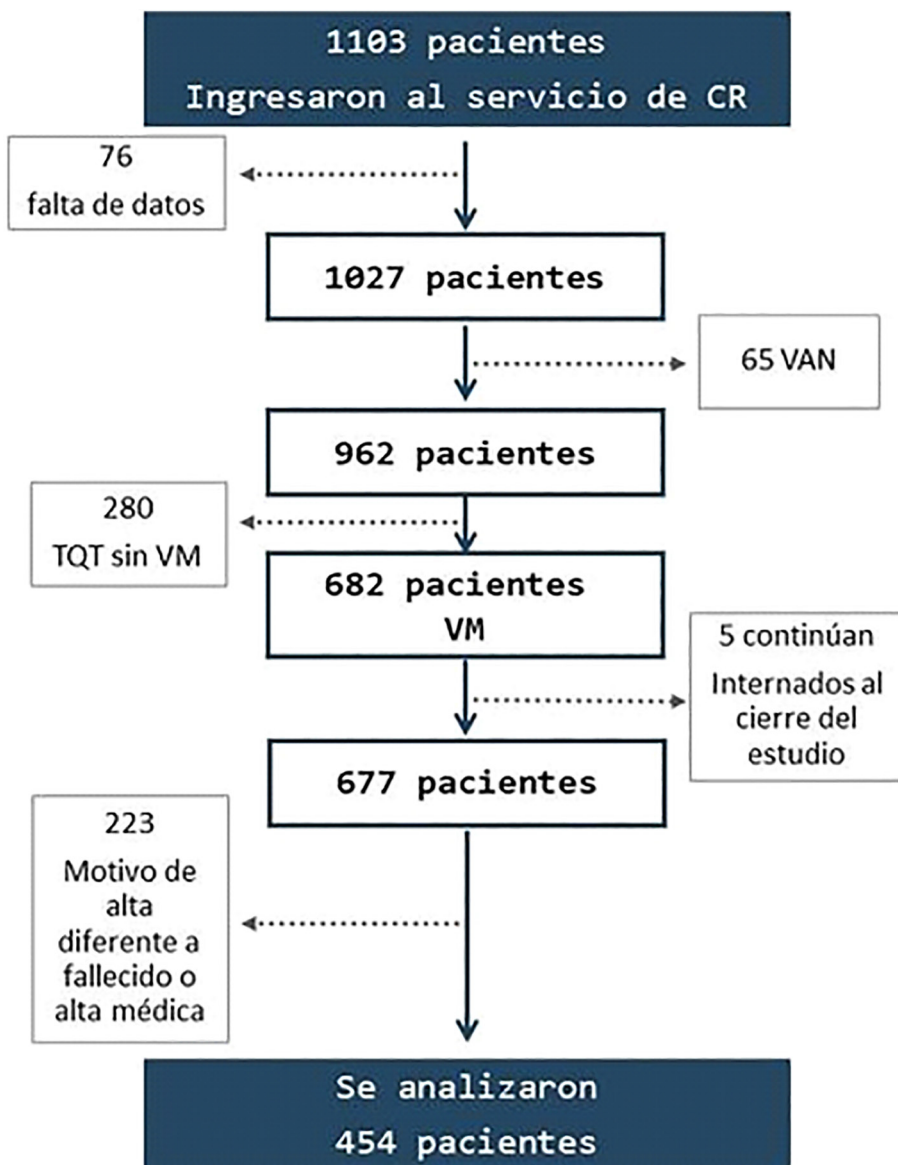 1103 pacientes
Ingresaron al servicio de CR
76
falta de datos
1027 pacientes
65 VAN
962 pacientes
280
TQT sin VM
682 pacientes
VM
5 continúan
Internados al
cierre del
estudio
677 pacientes
223
Motivo de
alta
diferente a
fallecido o
alta médica
Se analizaron
454 pacientes